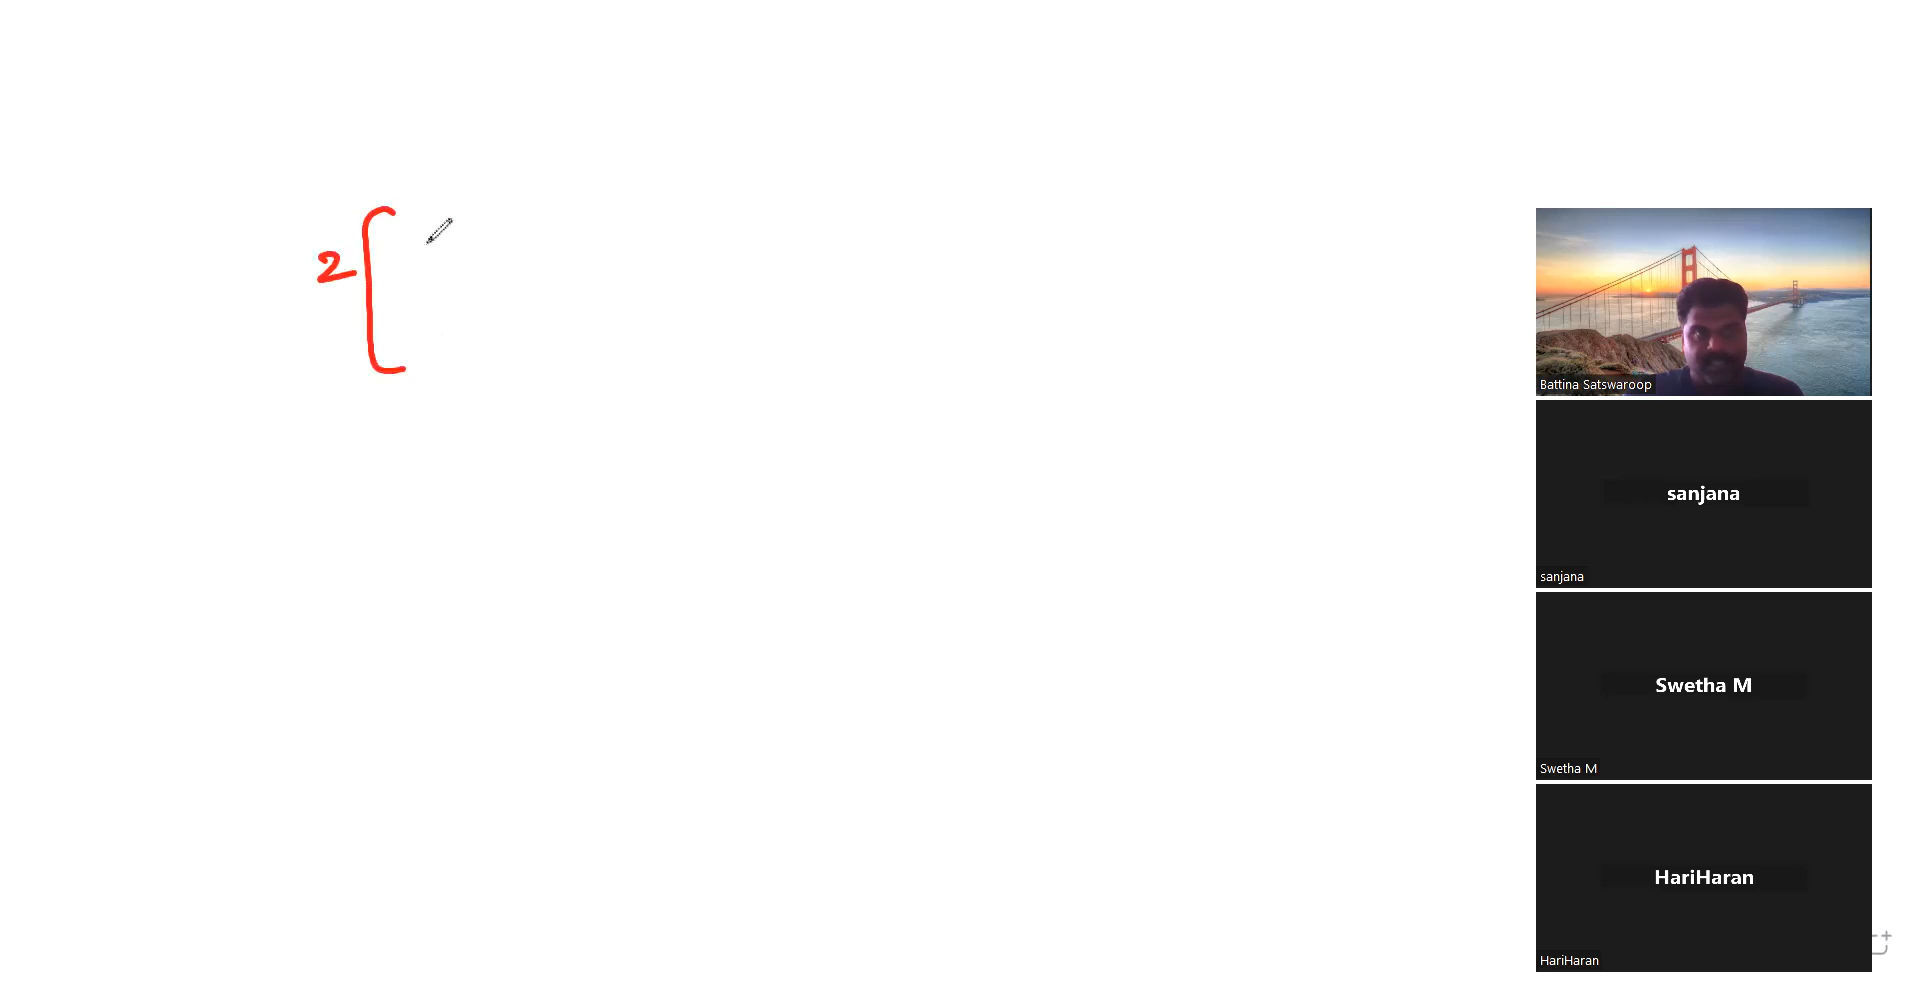 2 [
Battina Satswaroop
sanjana
sanjana
Swetha M
Swetha M
HariHaran
HariHaran